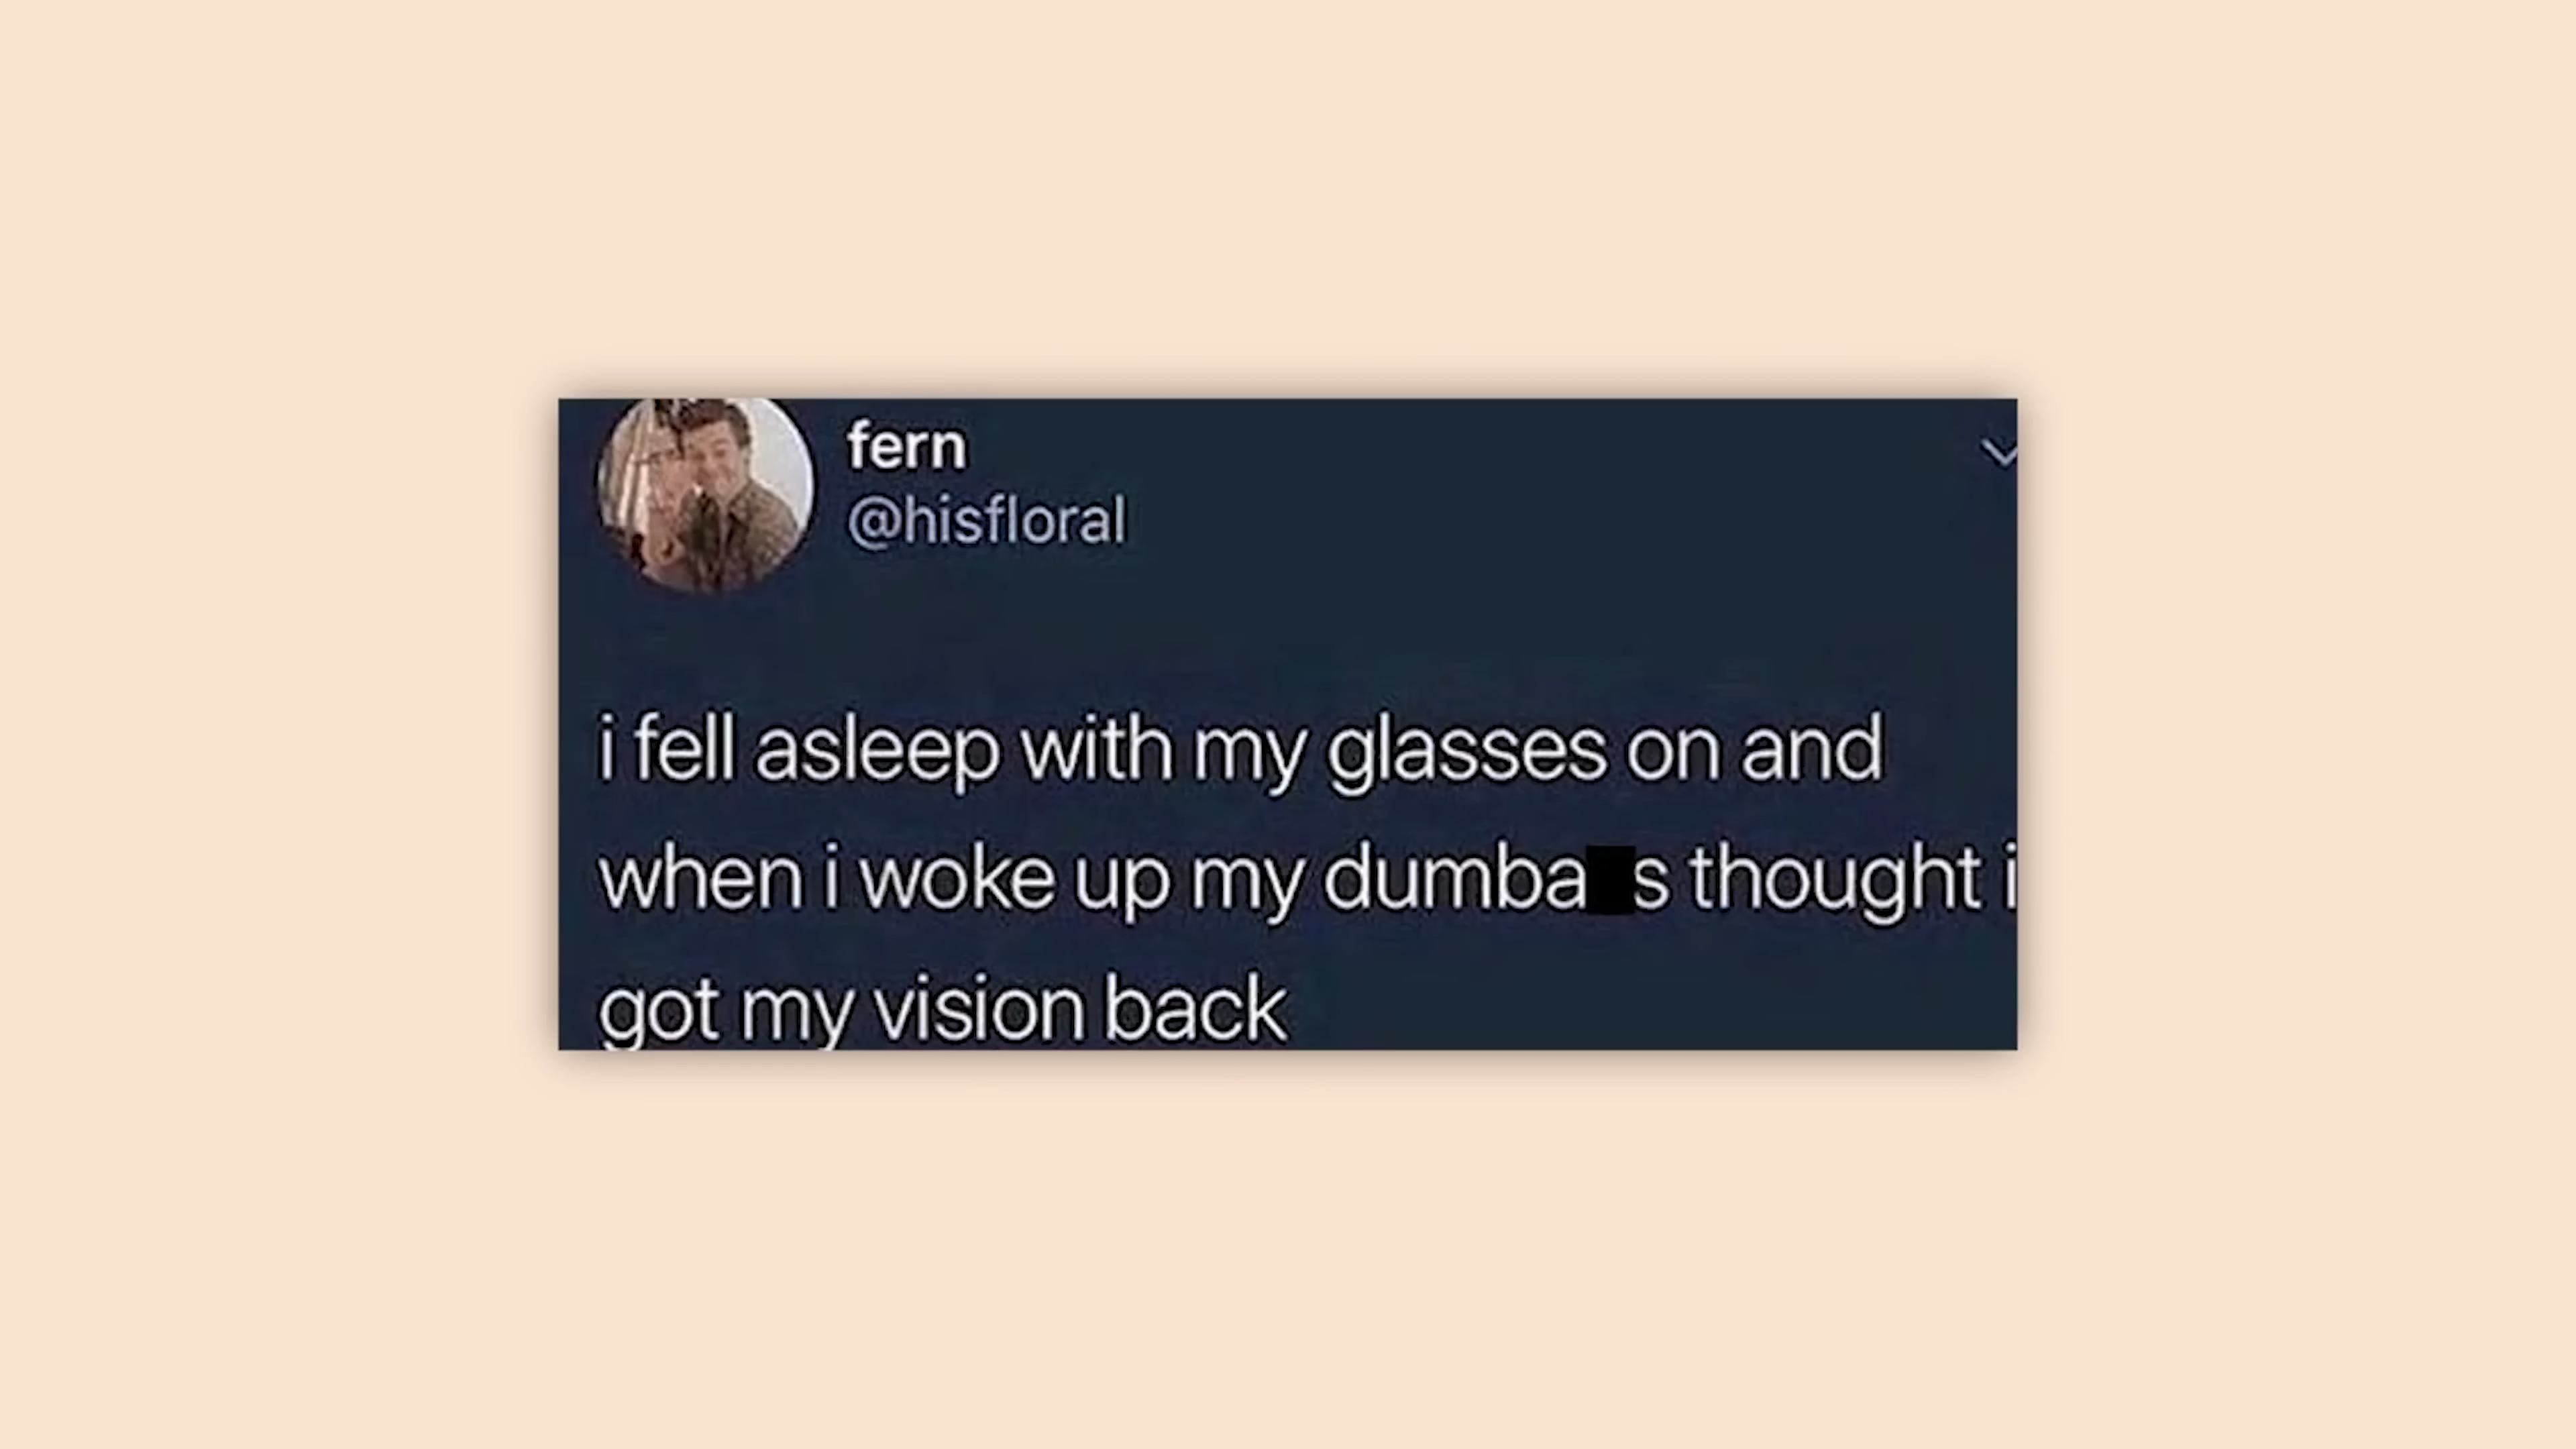 fern
@hisfloral
i fell asleep with my glasses on and
when i woke up my dumba s thought i
got my vision back